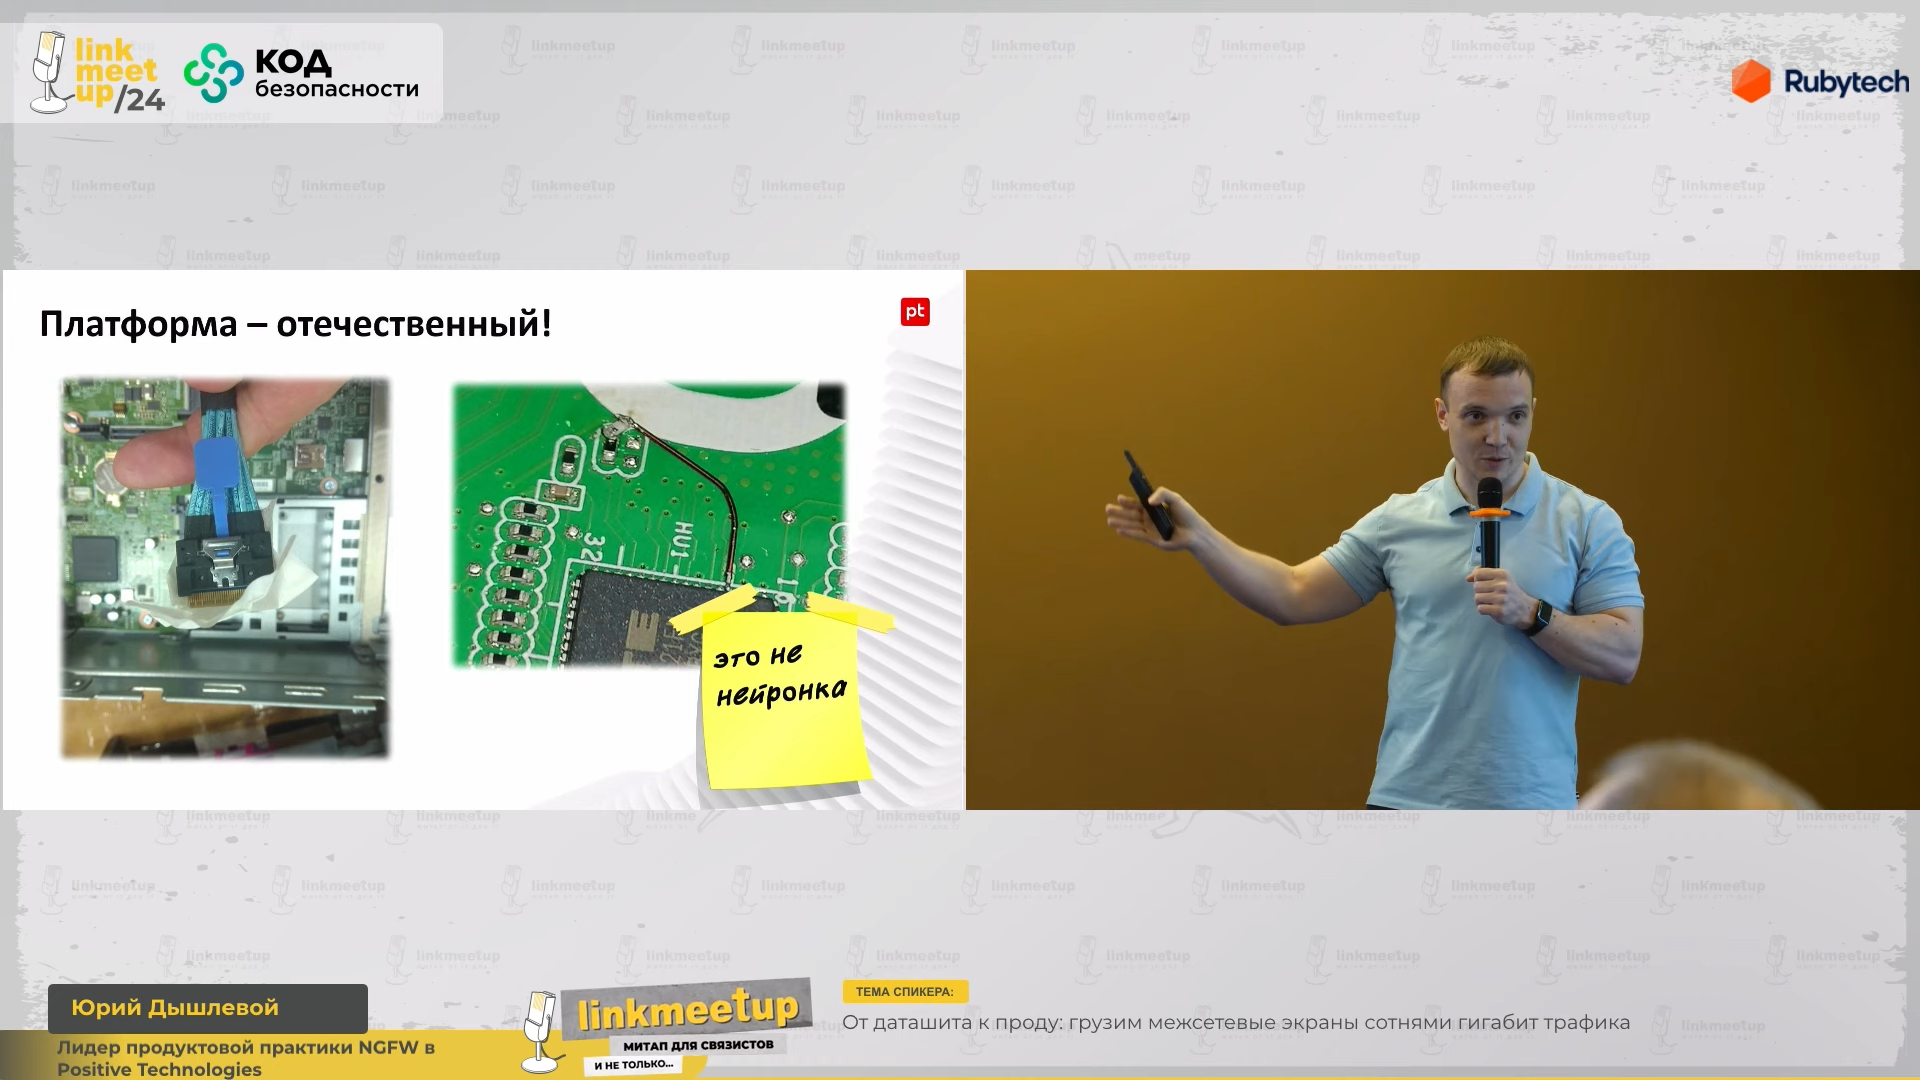 link
meet
up/24
КОД
безопасности
Rubytech
Платформа – отечественный!
pt
32
HU1
это не
нейронка
Юрий Дышлевой
Лидер продуктовой практики NGFW в
Positive Technologies
linkmeetup
МИТАП ДЛЯ СВЯЗИСТОВ
И НЕ ТОЛЬКО...
ТЕМА СПИКЕРА:
От даташита к проду: грузим межсетевые экраны сотнями гигабит трафика